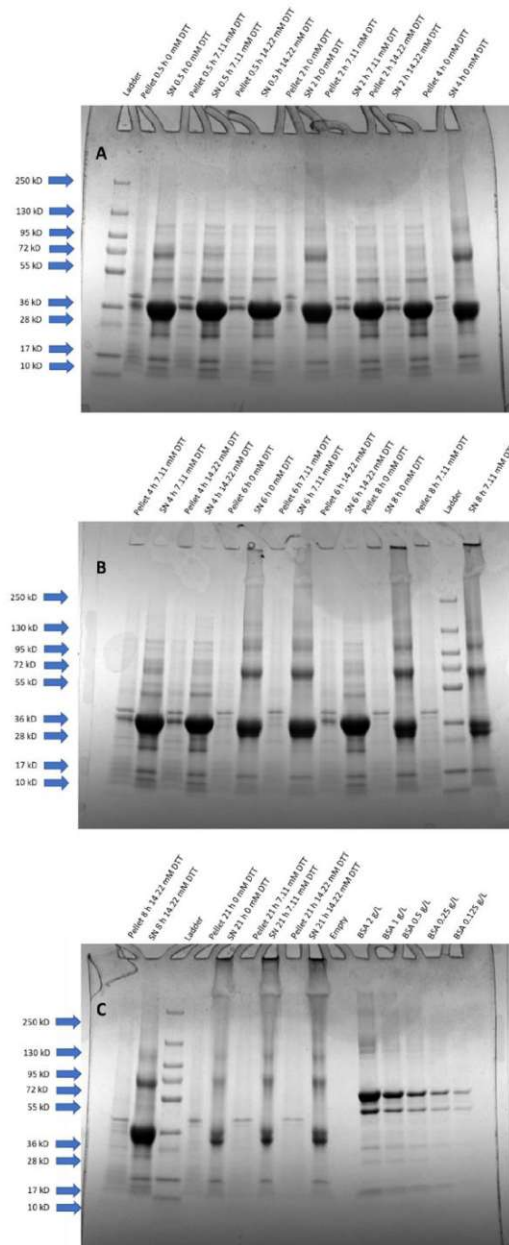 Ladder
Pellet 0.5 h 0 mM DTT
SN 0.5 h 0 mM DTT
Pellet 0.5 h 7.11 mM DTT
SN 0.5 h 7.11 mM DTT
Pellet 0.5 h 14.22 mM DTT
SN 0.5 h 14.22 mM DTT
Pellet 2 h 0 mM DTT
SN 2 h 0 mM DTT
Pellet 2 h 7.11 mM DTT
SN 2 h 7.11 mM DTT
Pellet 2 h 14.22 mM DTT
SN 2 h 14.22 mM DTT
Pellet 4 h 0 mM DTT
SN 4 h 0 mM DTT
A
250 kD
130 kD
95 kD
72 kD
55 kD
36 kD
28 kD
17 kD
10 kD
Pellet 4 h 7.11 mM DTT
SN 4 h 7.11 mM DTT
Pellet 4 h 14.22 mM DTT
SN 4 h 14.22 mM DTT
Pellet 6 h 0 mM DTT
SN 6 h 0 mM DTT
Pellet 6 h 7.11 mM DTT
SN 6 h 7.11 mM DTT
Pellet 6 h 14.22 mM DTT
SN 6 h 14.22 mM DTT
Pellet 8 h 0 mM DTT
SN 8 h 0 mM DTT
Pellet 8 h 7.11 mM DTT
Ladder
SN 8 h 7.11 mM DTT
B
250 kD
130 kD
95 kD
72 kD
55 kD
36 kD
28 kD
17 kD
10 kD
Pellet 8 h 14.22 mM DTT
SN 8 h 14.22 mM DTT
Ladder
Pellet 21 h 0 mM DTT
SN 21 h 0 mM DTT
Pellet 21 h 7.11 mM DTT
SN 21 h 7.11 mM DTT
Pellet 21 h 14.22 mM DTT
SN 21 h 14.22 mM DTT
Empty
BSA 2 g/L
BSA 1 g/L
BSA 0.5 g/L
BSA 0.25 g/L
BSA 0.125 g/L
C
250 kD
130 kD
95 kD
72 kD
55 kD
36 kD
28 kD
17 kD
10 kD